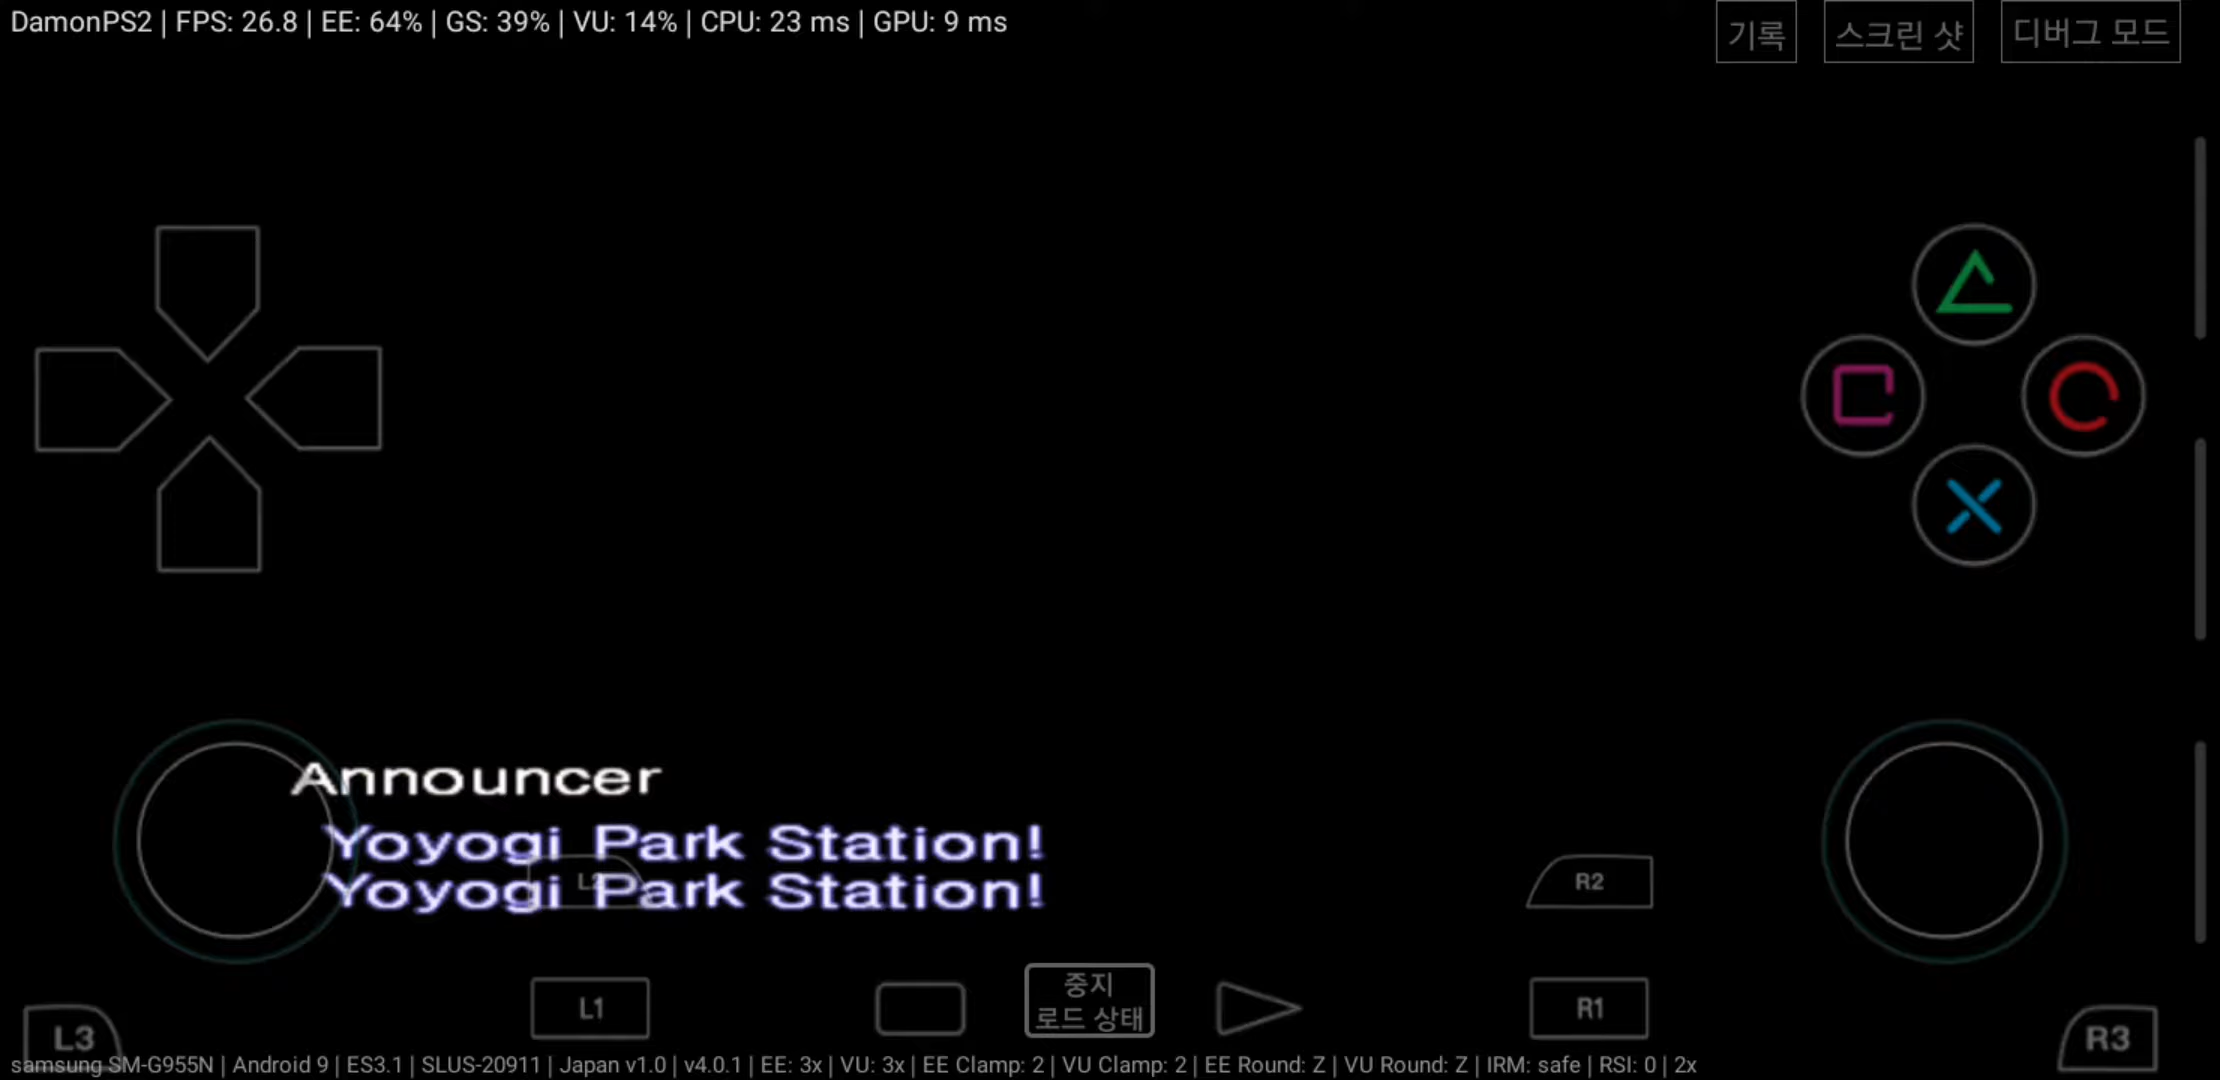 DamonPS2 | FPS: 26.8 | EE: 64% | GS: 39% | VU: 14% | CPU: 23 ms | GPU: 9 ms
기록
스크린 샷
디버그 모드
Announcer
Yoyogi Park Station!
Yoyogi Park Station!
L2
R2
L1
중지
로드 상태
R1
L3
R3
samsung SM-G955N | Android 9 | ES3.1 | SLUS-20911 | Japan v1.0 | v4.0.1 | EE: 3x | VU: 3x | EE Clamp: 2 | VU Clamp: 2 | EE Round: Z | VU Round: Z | IRM: safe | RSI: 0 | 2x